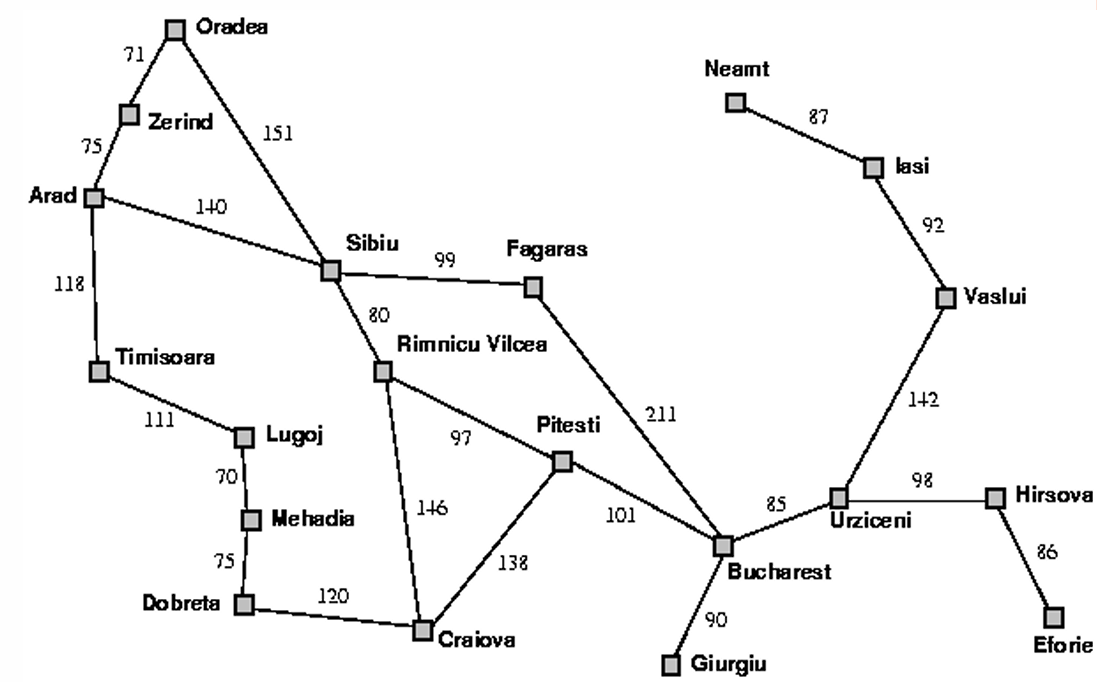 Oradea
71
Neamt
87
Zerind
151
75
Iasi
Arad
140
92
Sibiu
Fagaras
99
118
Vaslui
80
Rimnicu Vilcea
Timisoara
142
211
111
Pitesti
97
Lugoj
70
98
Hirsova
85
146
101
Urziceni
Mehadia
86
75
138
Bucharest
Dobreta
120
90
Craiova
Eforie
Giurgiu